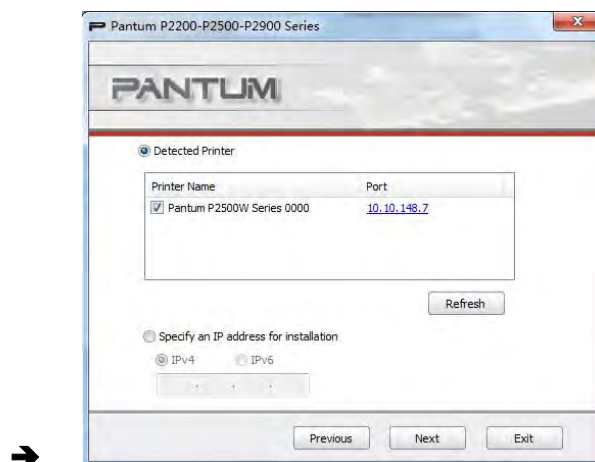 Pantum P2200-P2500-P2900 Series
PANTUM
Detected Printer
Printer Name Port
Pantum P2500W Series 0000 10.10.148.7
Refresh
Specify an IP address for installation
IPv4 IPv6
. . .
Previous Next Exit